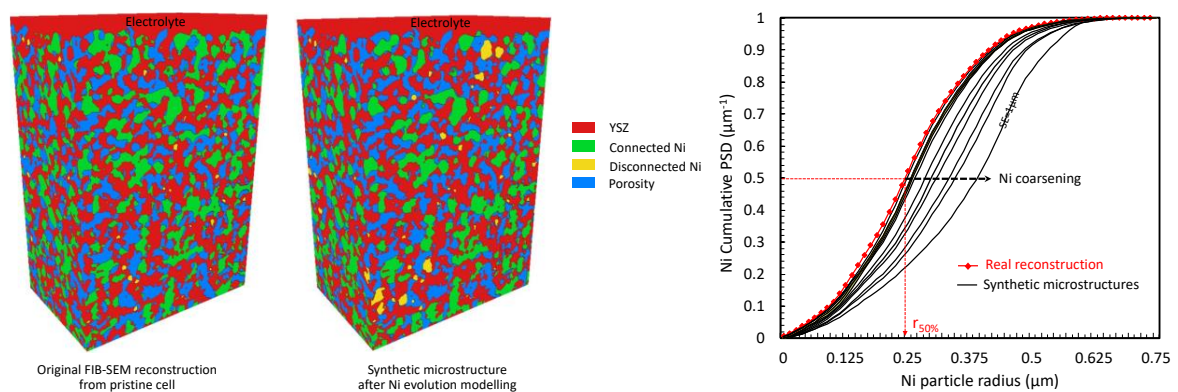 Electrolyte
Electrolyte
YSZ
Connected Ni
Disconnected Ni
Porosity
Original FIB-SEM reconstruction
from pristine cell
Synthetic microstructure
after Ni evolution modelling
Ni Cumulative PSD (µm-1)
1
0.9
0.8
0.7
0.6
0.5
0.4
0.3
0.2
0.1
0
SE=1µm
Ni coarsening
Real reconstruction
Synthetic microstructures
r50%
0
0.125
0.25
0.375
0.5
0.625
0.75
Ni particle radius (µm)